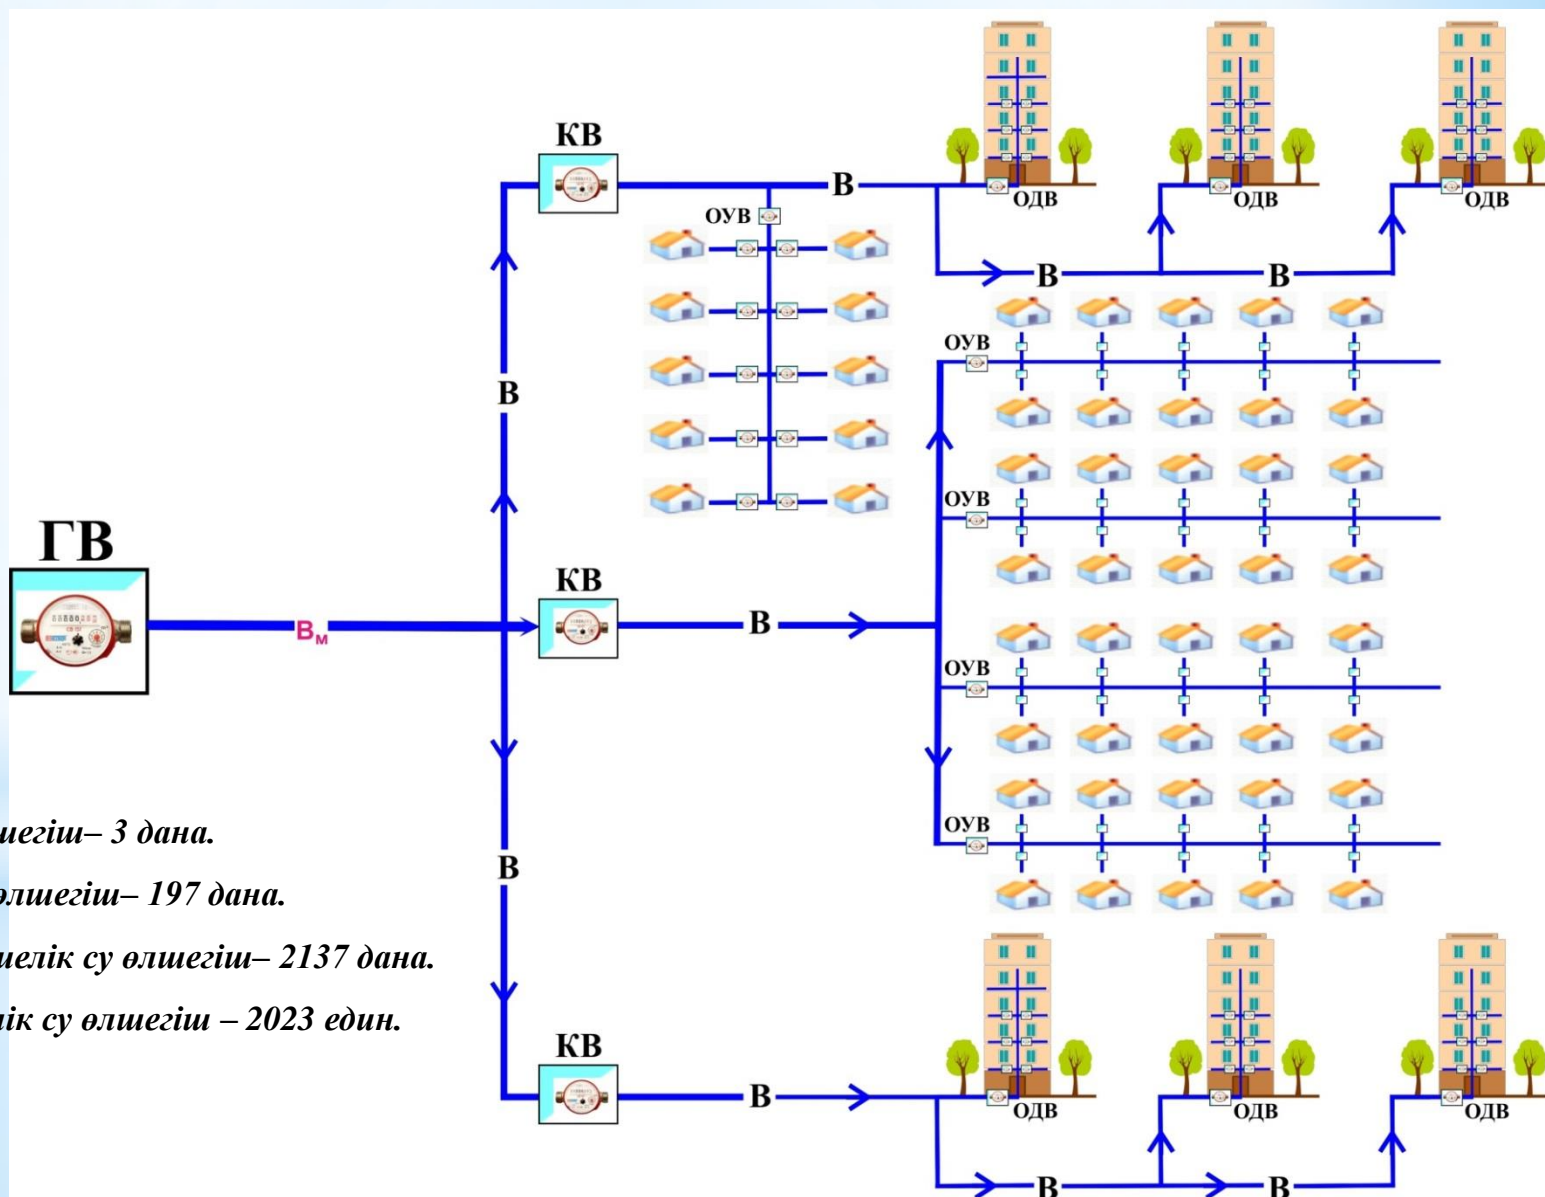 КВ
В
ОДВ
ОДВ
ОДВ
ОУВ
В
В
ОУВ
В
ОУВ
ГВ
КВ
Вм
В
ОУВ
шегіш– 3 дана.
өлшегіш– 197 дана.
шелік су өлшегіш– 2137 дана.
лік су өлшегіш – 2023 един.
ОУВ
В
КВ
В
ОДВ
ОДВ
ОДВ
В
В